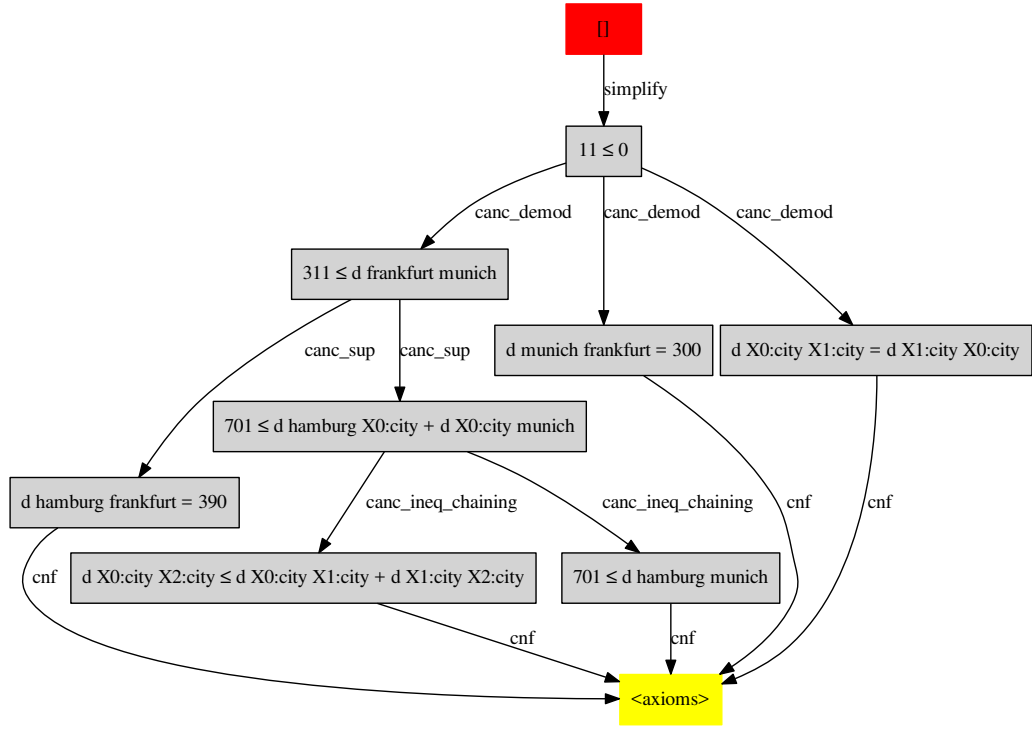 []
simplify
11 ≤ 0
canc_demod
canc_demod
canc_demod
311 ≤ d frankfurt munich
canc_sup
canc_sup
d munich frankfurt = 300
d X0:city X1:city = d X1:city X0:city
701 ≤ d hamburg X0:city + d X0:city munich
d hamburg frankfurt = 390
canc_ineq_chaining
canc_ineq_chaining
cnf
cnf
cnf
d X0:city X2:city ≤ d X0:city X1:city + d X1:city X2:city
701 ≤ d hamburg munich
cnf
cnf
<axioms>